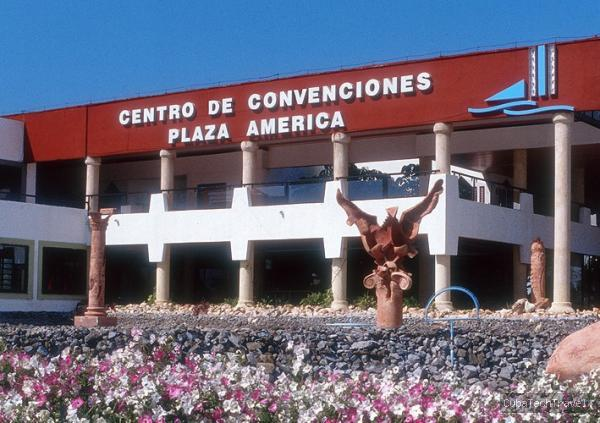 CENTRO DE CONVENCIONES
PLAZA AMERICA
©CubaTechTravel